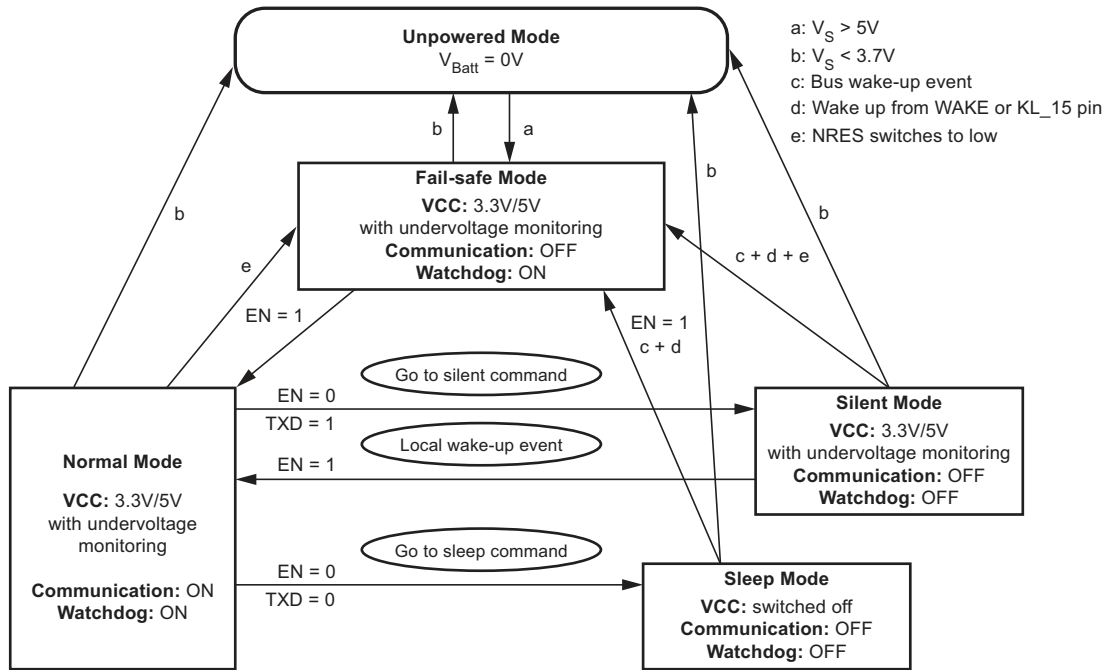 Unpowered Mode
V_Batt = 0V
a: V_S > 5V
b: V_S < 3.7V
c: Bus wake-up event
d: Wake up from WAKE or KL_15 pin
e: NRES switches to low
b
a
b
b
b
Fail-safe Mode
VCC: 3.3V/5V
with undervoltage monitoring
Communication: OFF
Watchdog: ON
e
c + d + e
EN = 1
EN = 1
c + d
Go to silent command
EN = 0
TXD = 1
Local wake-up event
EN = 1
Go to sleep command
EN = 0
TXD = 0
Normal Mode
VCC: 3.3V/5V
with undervoltage
monitoring
Communication: ON
Watchdog: ON
Silent Mode
VCC: 3.3V/5V
with undervoltage monitoring
Communication: OFF
Watchdog: OFF
Sleep Mode
VCC: switched off
Communication: OFF
Watchdog: OFF